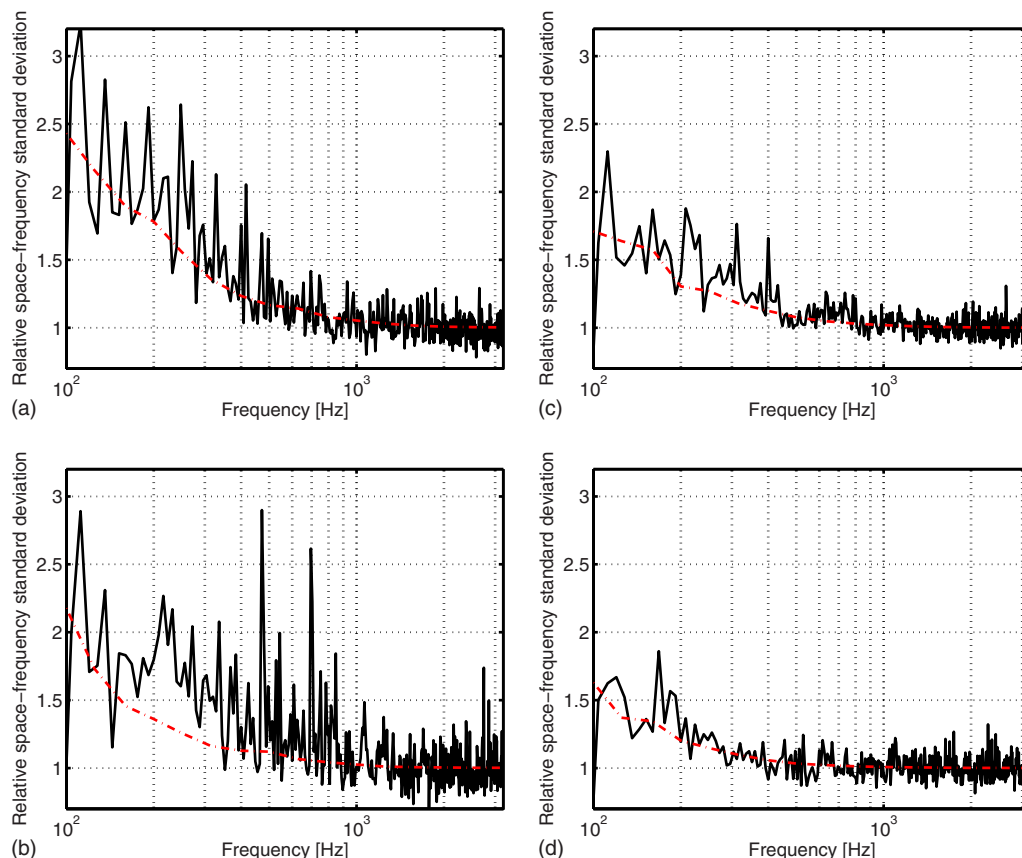 Relative space−frequency standard deviation
3
2.5
2
1.5
1
10^2
10^3
Frequency [Hz]
(a)
Relative space−frequency standard deviation
3
2.5
2
1.5
1
10^2
10^3
Frequency [Hz]
(c)
Relative space−frequency standard deviation
3
2.5
2
1.5
1
10^2
10^3
Frequency [Hz]
(b)
Relative space−frequency standard deviation
3
2.5
2
1.5
1
10^2
10^3
Frequency [Hz]
(d)